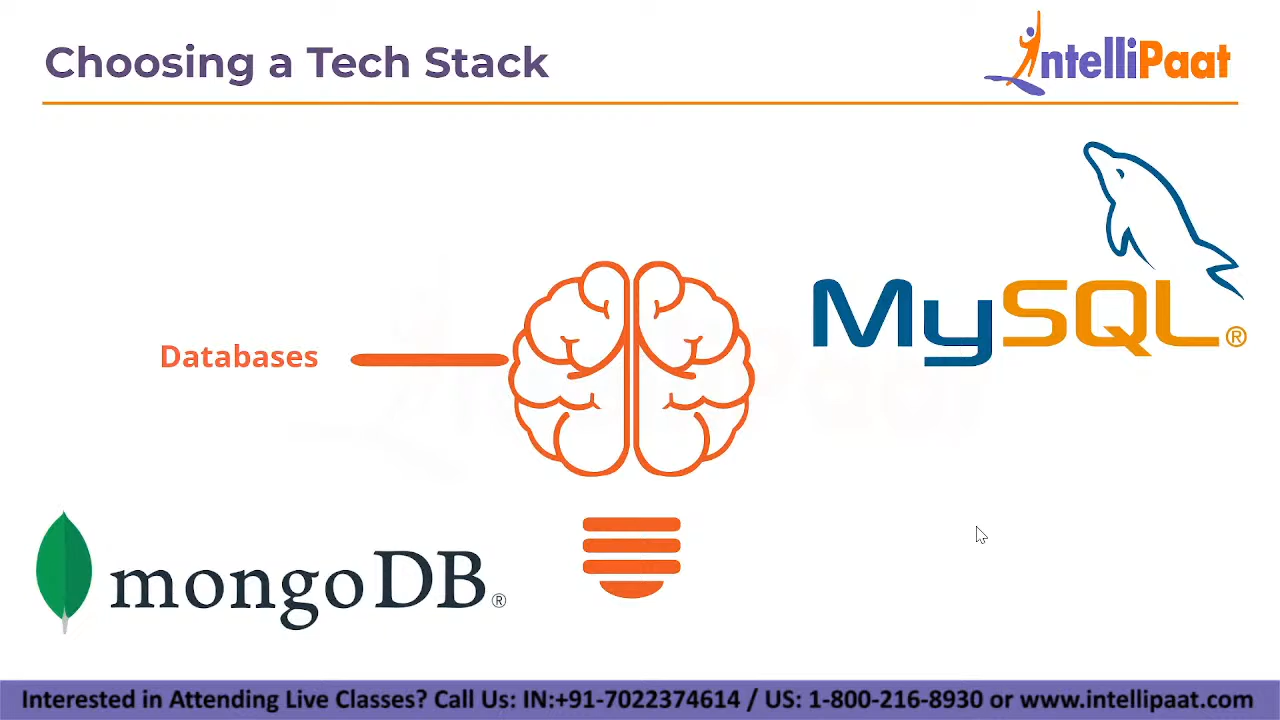 Choosing a Tech Stack
IntelliPaat
MySQL®
Databases
mongoDB®
Interested in Attending Live Classes? Call Us: IN:+91-7022374614 / US: 1-800-216-8930 or www.intellipaat.com